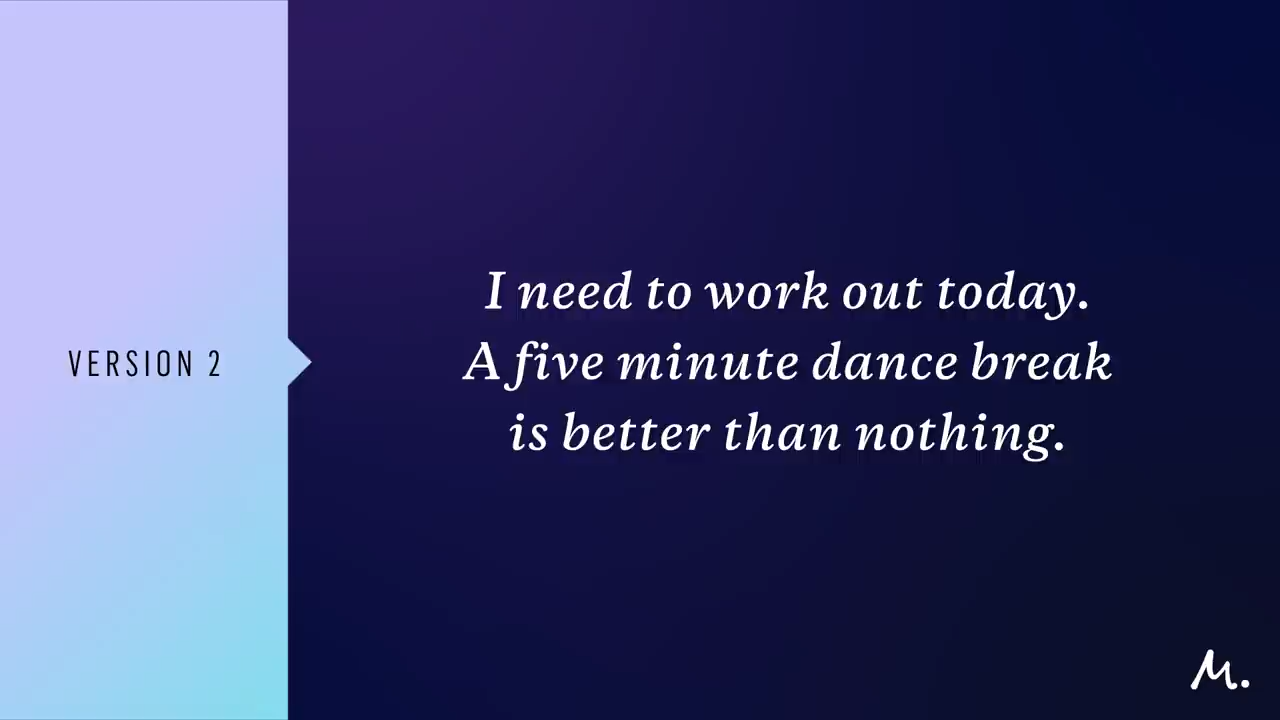 VERSION 2
I need to work out today.
A five minute dance break
is better than nothing.
M.